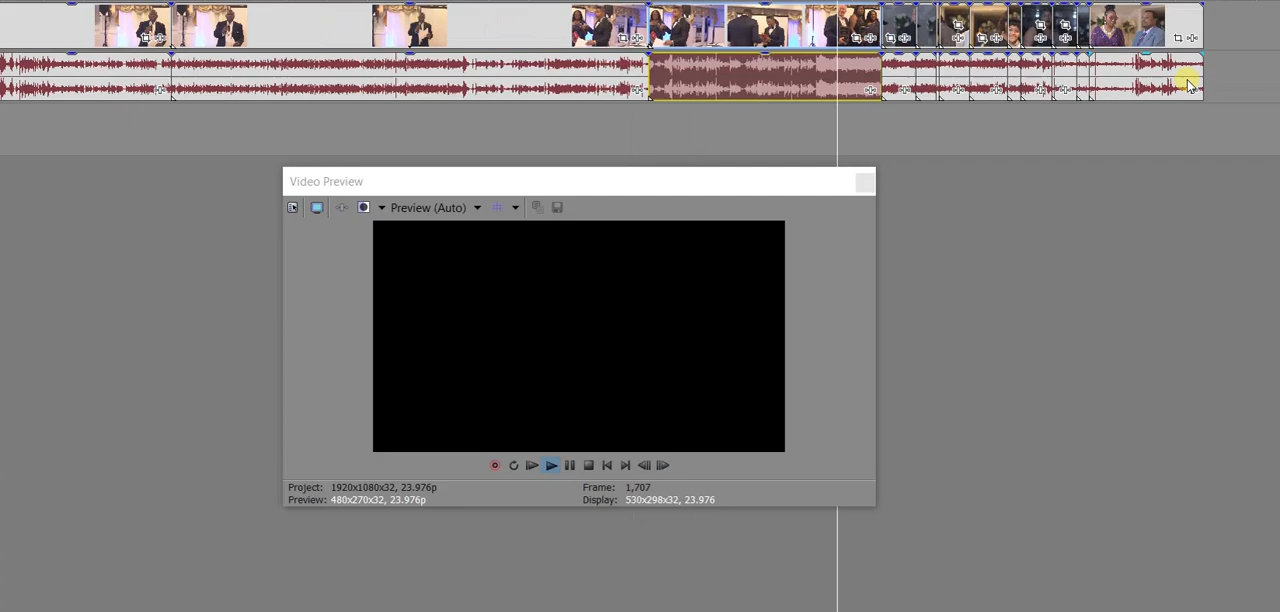 Video Preview
Preview (Auto)
Project: 1920x1080x32, 23.976p Frame: 1,707
Preview: 480x270x32, 23.976p Display: 530x298x32, 23.976